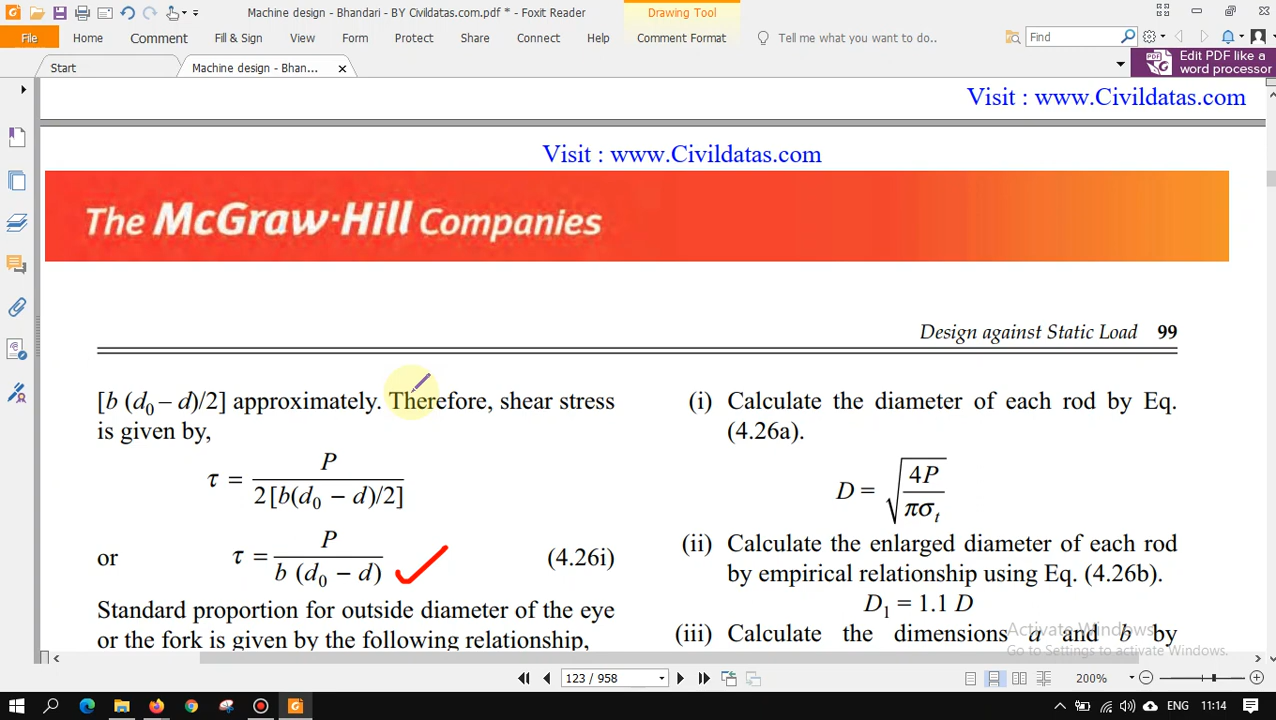 Machine design - Bhandari - BY Civildatas.com.pdf * - Foxit Reader
Drawing Tool
File
Home
Comment
Fill & Sign
View
Form
Protect
Share
Connect
Help
Comment Format
Tell me what you want to do..
Find
Start
Machine design - Bhan...
Edit PDF like a
word processor
Visit : www.Civildatas.com
Visit : www.Civildatas.com
The McGraw·Hill Companies
Design against Static Load 99
[b (d₀ – d)/2] approximately. Therefore, shear stress
is given by,
τ = P / 2 [b(d₀ − d)/2]
or τ = P / b (d₀ − d) (4.26i)
Standard proportion for outside diameter of the eye
or the fork is given by the following relationship,
(i) Calculate the diameter of each rod by Eq.
(4.26a).
D = √(4P / πσₜ)
(ii) Calculate the enlarged diameter of each rod
by empirical relationship using Eq. (4.26b).
D₁ = 1.1 D
(iii) Calculate the dimensions a and b by
Activate Windows
Go to Settings to activate Windows.
123 / 958
200%
ENG
11:14